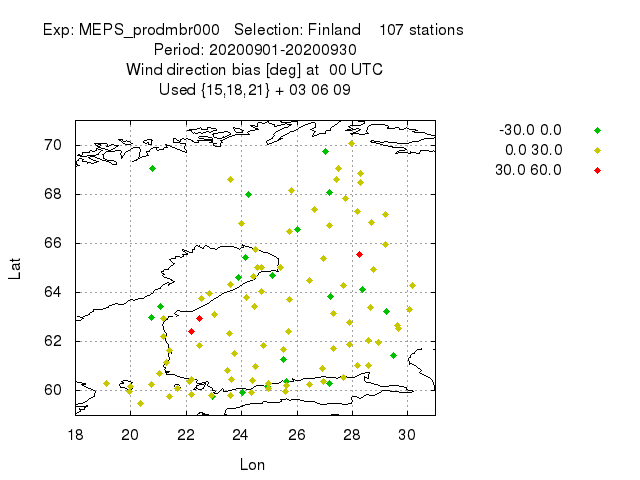 Exp: MEPS_prodmbr000 Selection: Finland 107 stations
Period: 20200901-20200930
Wind direction bias [deg] at 00 UTC
Used {15,18,21} + 03 06 09
-30.0 0.0
0.0 30.0
30.0 60.0
70
68
66
64
62
60
Lat
18 20 22 24 26 28 30
Lon